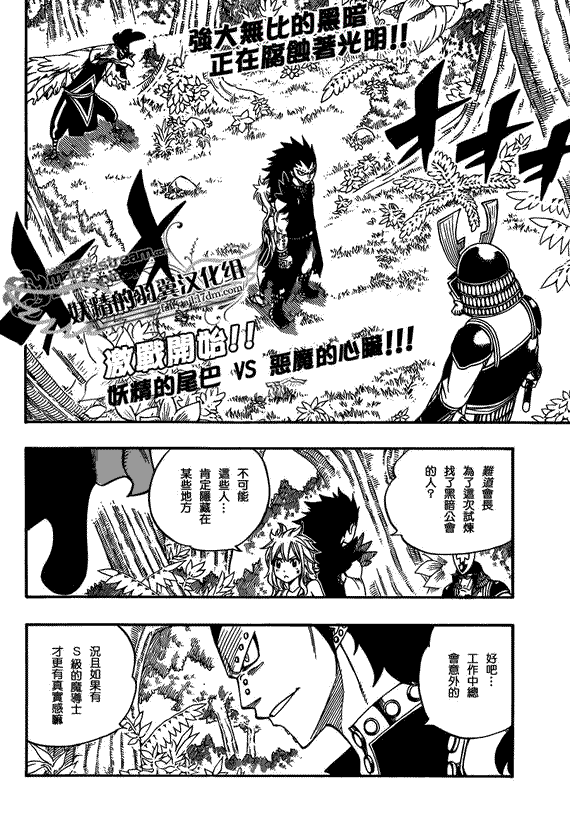 強大無比的黑暗
正在腐蝕著光明!!
mangastream.com
妖精的羽翼汉化组
激戰開始!!
妖精的尾巴 VS 惡魔的心臟!!!
難道會長
為了這次試煉
找了黑暗公會
的人？
不可能
這些人…
肯定隱藏在
某些地方
好吧…
工作中總
會意外的
況且如果有
S級的魔導士
才更有真實感嘛